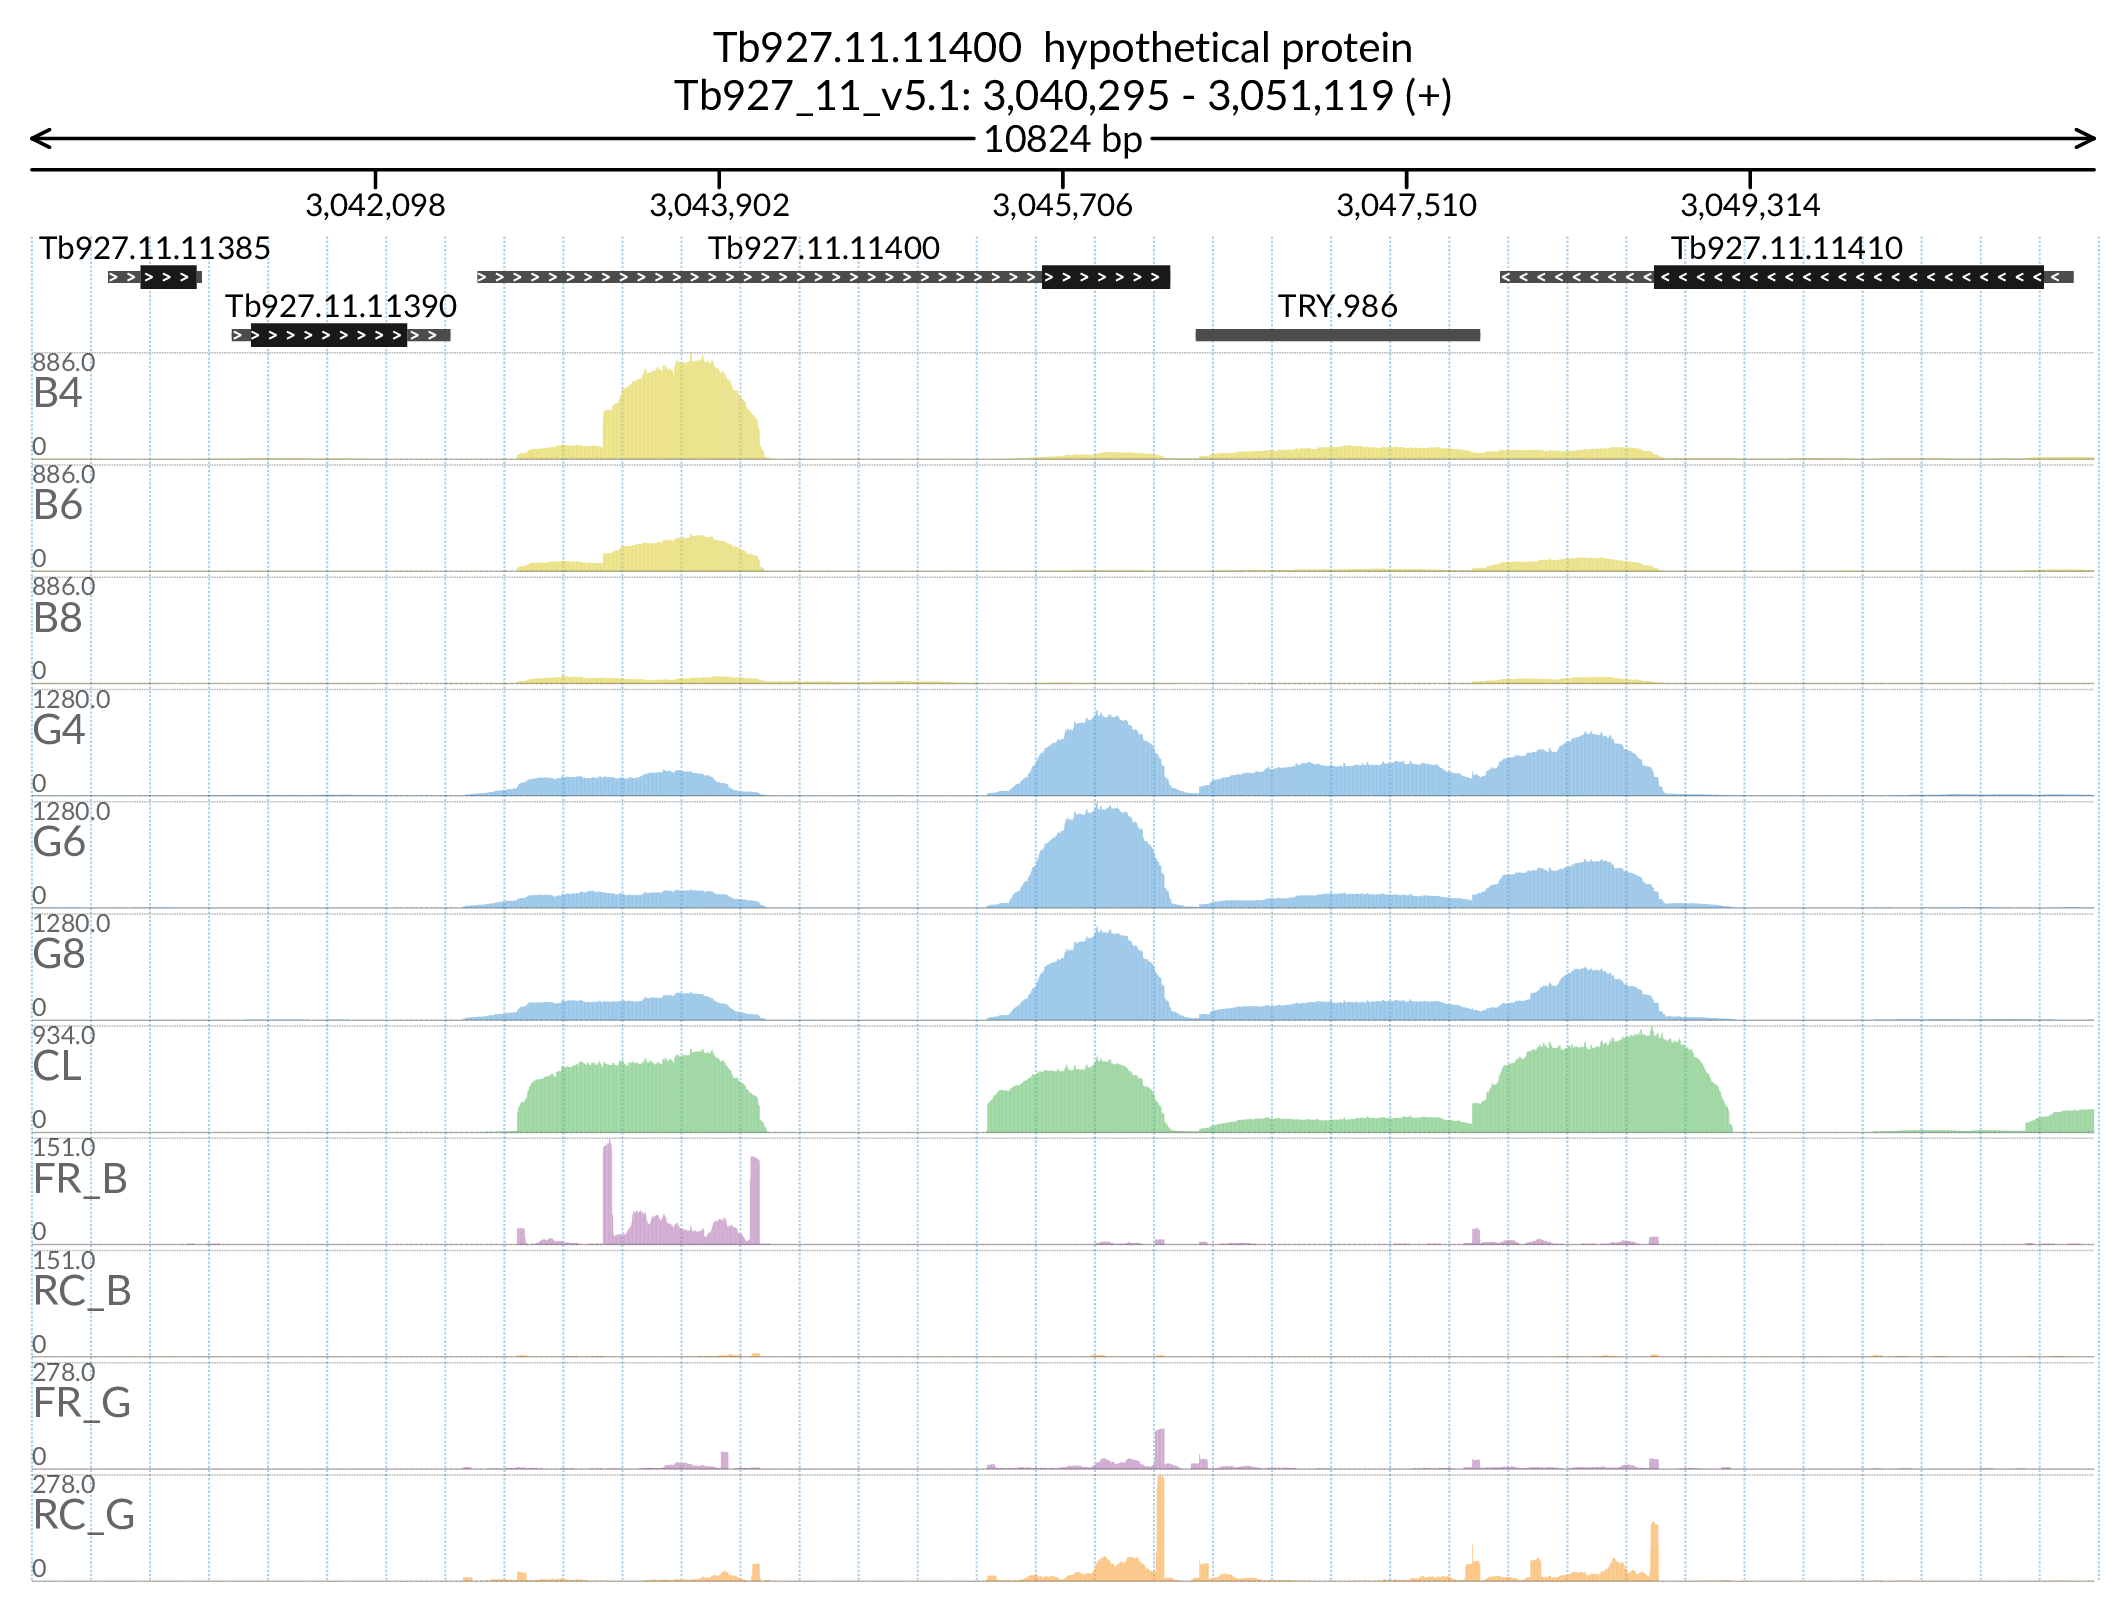 Tb927.11.11400  hypothetical protein
Tb927_11_v5.1: 3,040,295 - 3,051,119 (+)
10824 bp
3,042,098 3,043,902 3,045,706 3,047,510 3,049,314
Tb927.11.11385 Tb927.11.11400 Tb927.11.11410
Tb927.11.11390 TRY.986
886.0
B4
0
886.0
B6
0
886.0
B8
0
1280.0
G4
0
1280.0
G6
0
1280.0
G8
0
934.0
CL
0
151.0
FR_B
0
151.0
RC_B
0
278.0
FR_G
0
278.0
RC_G
0